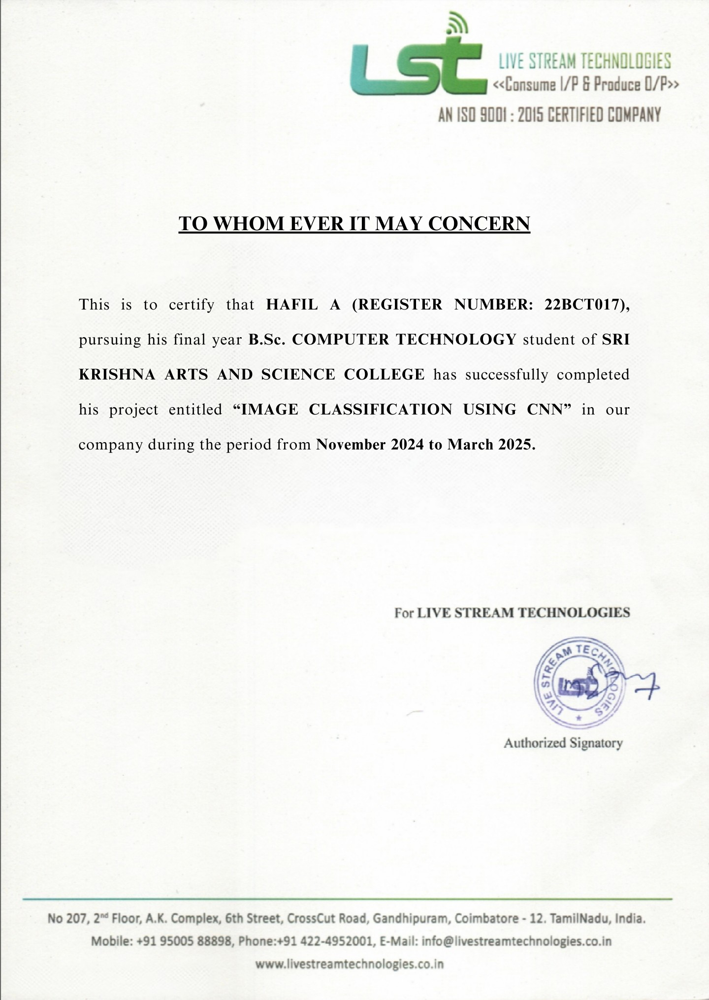 Lst
LIVE STREAM TECHNOLOGIES
<<Consume I/P & Produce O/P>>
AN ISO 9001 : 2015 CERTIFIED COMPANY
TO WHOM EVER IT MAY CONCERN
This is to certify that HAFIL A (REGISTER NUMBER: 22BCT017),
pursuing his final year B.Sc. COMPUTER TECHNOLOGY student of SRI
KRISHNA ARTS AND SCIENCE COLLEGE has successfully completed
his project entitled “IMAGE CLASSIFICATION USING CNN” in our
company during the period from November 2024 to March 2025.
For LIVE STREAM TECHNOLOGIES
LIVE STREAM TECHNOLOGIES
Lst
Authorized Signatory
No 207, 2nd Floor, A.K. Complex, 6th Street, CrossCut Road, Gandhipuram, Coimbatore - 12. TamilNadu, India.
Mobile: +91 95005 88898, Phone:+91 422-4952001, E-Mail: info@livestreamtechnologies.co.in
www.livestreamtechnologies.co.in